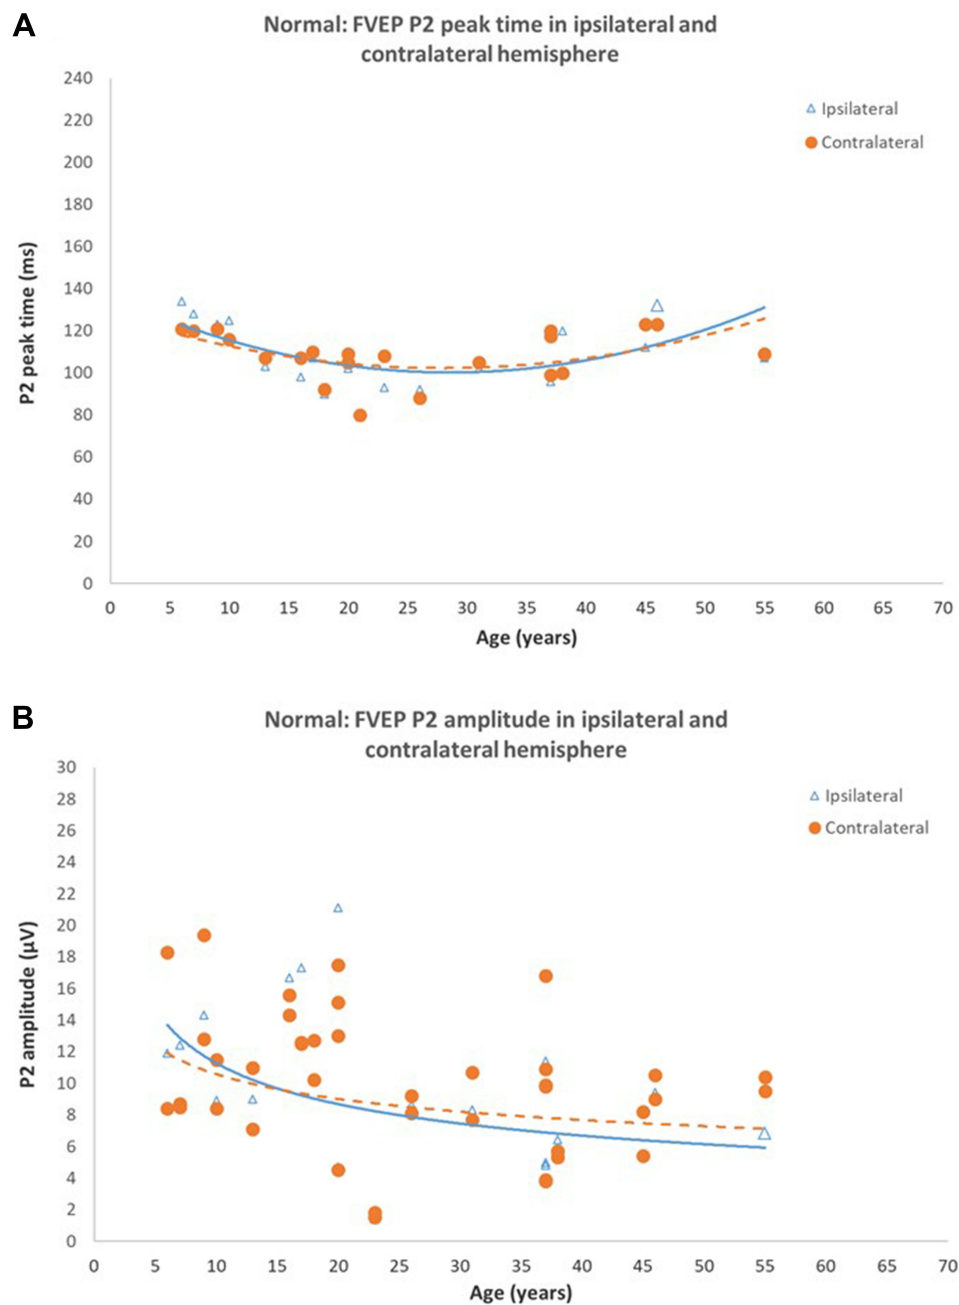 A
Normal: FVEP P2 peak time in ipsilateral and
contralateral hemisphere
240
220
200
180
160
140
120
100
80
60
40
20
0
P2 peak time (ms)
Ipsilateral
Contralateral
0 5 10 15 20 25 30 35 40 45 50 55 60 65 70
Age (years)
B
Normal: FVEP P2 amplitude in ipsilateral and
contralateral hemisphere
30
28
26
24
22
20
18
16
14
12
10
8
6
4
2
0
P2 amplitude (µV)
Ipsilateral
Contralateral
0 5 10 15 20 25 30 35 40 45 50 55 60 65 70
Age (years)